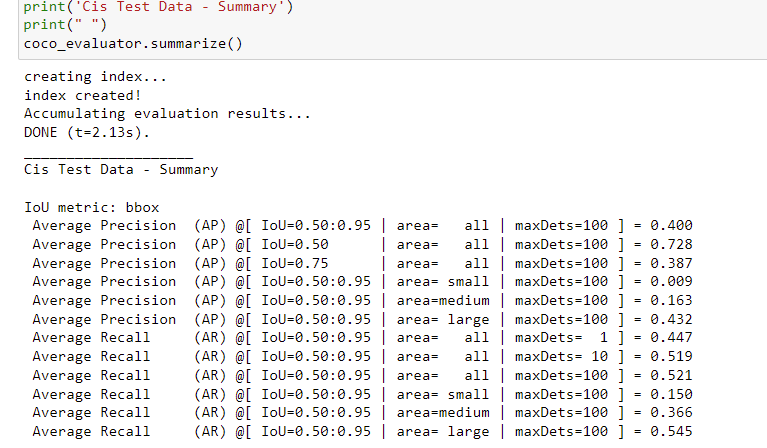 print('Cis Test Data - Summary')
print(" ")
coco_evaluator.summarize()
creating index...
index created!
Accumulating evaluation results...
DONE (t=2.13s).
____________________
Cis Test Data - Summary
IoU metric: bbox
 Average Precision  (AP) @[ IoU=0.50:0.95 | area=   all | maxDets=100 ] = 0.400
 Average Precision  (AP) @[ IoU=0.50      | area=   all | maxDets=100 ] = 0.728
 Average Precision  (AP) @[ IoU=0.75      | area=   all | maxDets=100 ] = 0.387
 Average Precision  (AP) @[ IoU=0.50:0.95 | area= small | maxDets=100 ] = 0.009
 Average Precision  (AP) @[ IoU=0.50:0.95 | area=medium | maxDets=100 ] = 0.163
 Average Precision  (AP) @[ IoU=0.50:0.95 | area= large | maxDets=100 ] = 0.432
 Average Recall     (AR) @[ IoU=0.50:0.95 | area=   all | maxDets=  1 ] = 0.447
 Average Recall     (AR) @[ IoU=0.50:0.95 | area=   all | maxDets= 10 ] = 0.519
 Average Recall     (AR) @[ IoU=0.50:0.95 | area=   all | maxDets=100 ] = 0.521
 Average Recall     (AR) @[ IoU=0.50:0.95 | area= small | maxDets=100 ] = 0.150
 Average Recall     (AR) @[ IoU=0.50:0.95 | area=medium | maxDets=100 ] = 0.366
 Average Recall     (AR) @[ IoU=0.50:0.95 | area= large | maxDets=100 ] = 0.545